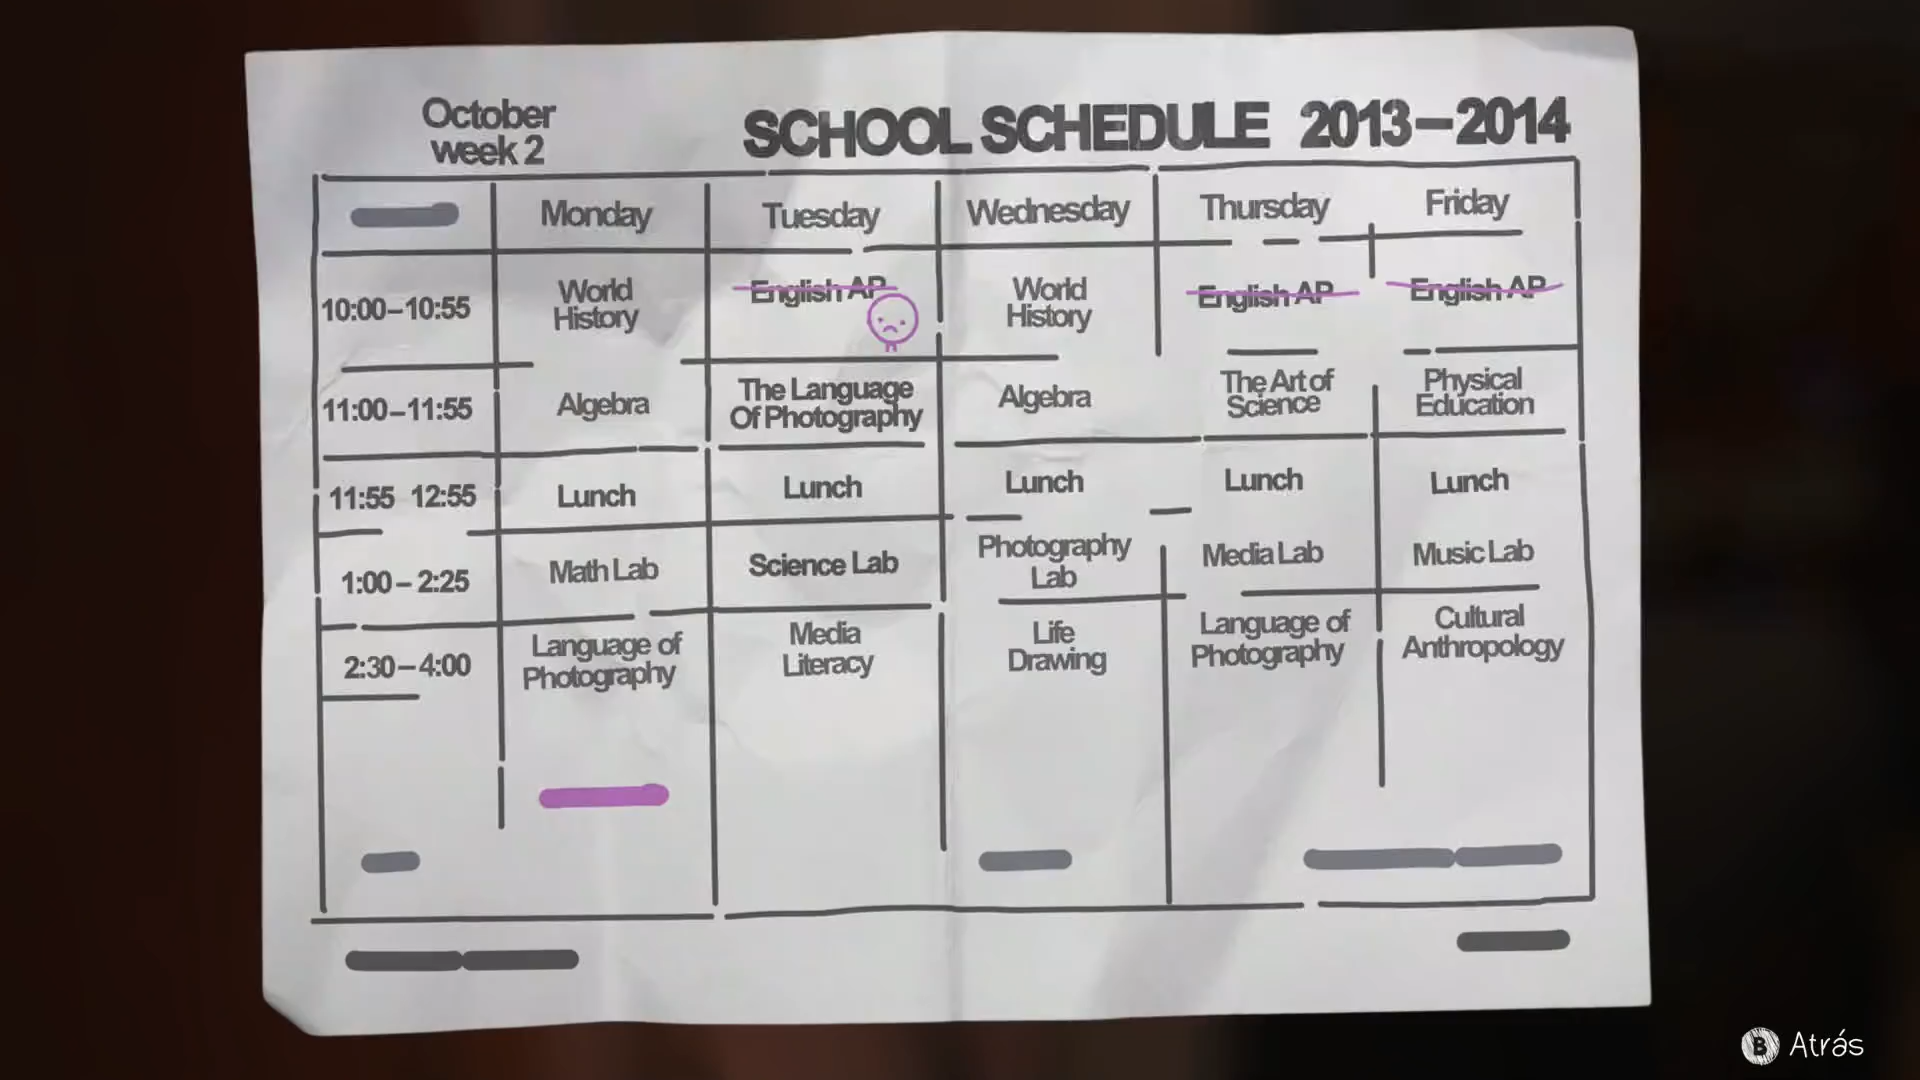 October
week 2
SCHOOL SCHEDULE 2013-2014
Monday Tuesday Wednesday Thursday Friday
10:00-10:55 World History English AP World History English AP English AP
11:00-11:55 Algebra The Language Of Photography Algebra The Art of Science Physical Education
11:55 12:55 Lunch Lunch Lunch Lunch Lunch
1:00-2:25 Math Lab Science Lab Photography Lab Media Lab Music Lab
2:30-4:00 Language of Photography Media Literacy Life Drawing Language of Photography Cultural Anthropology
B Atrás